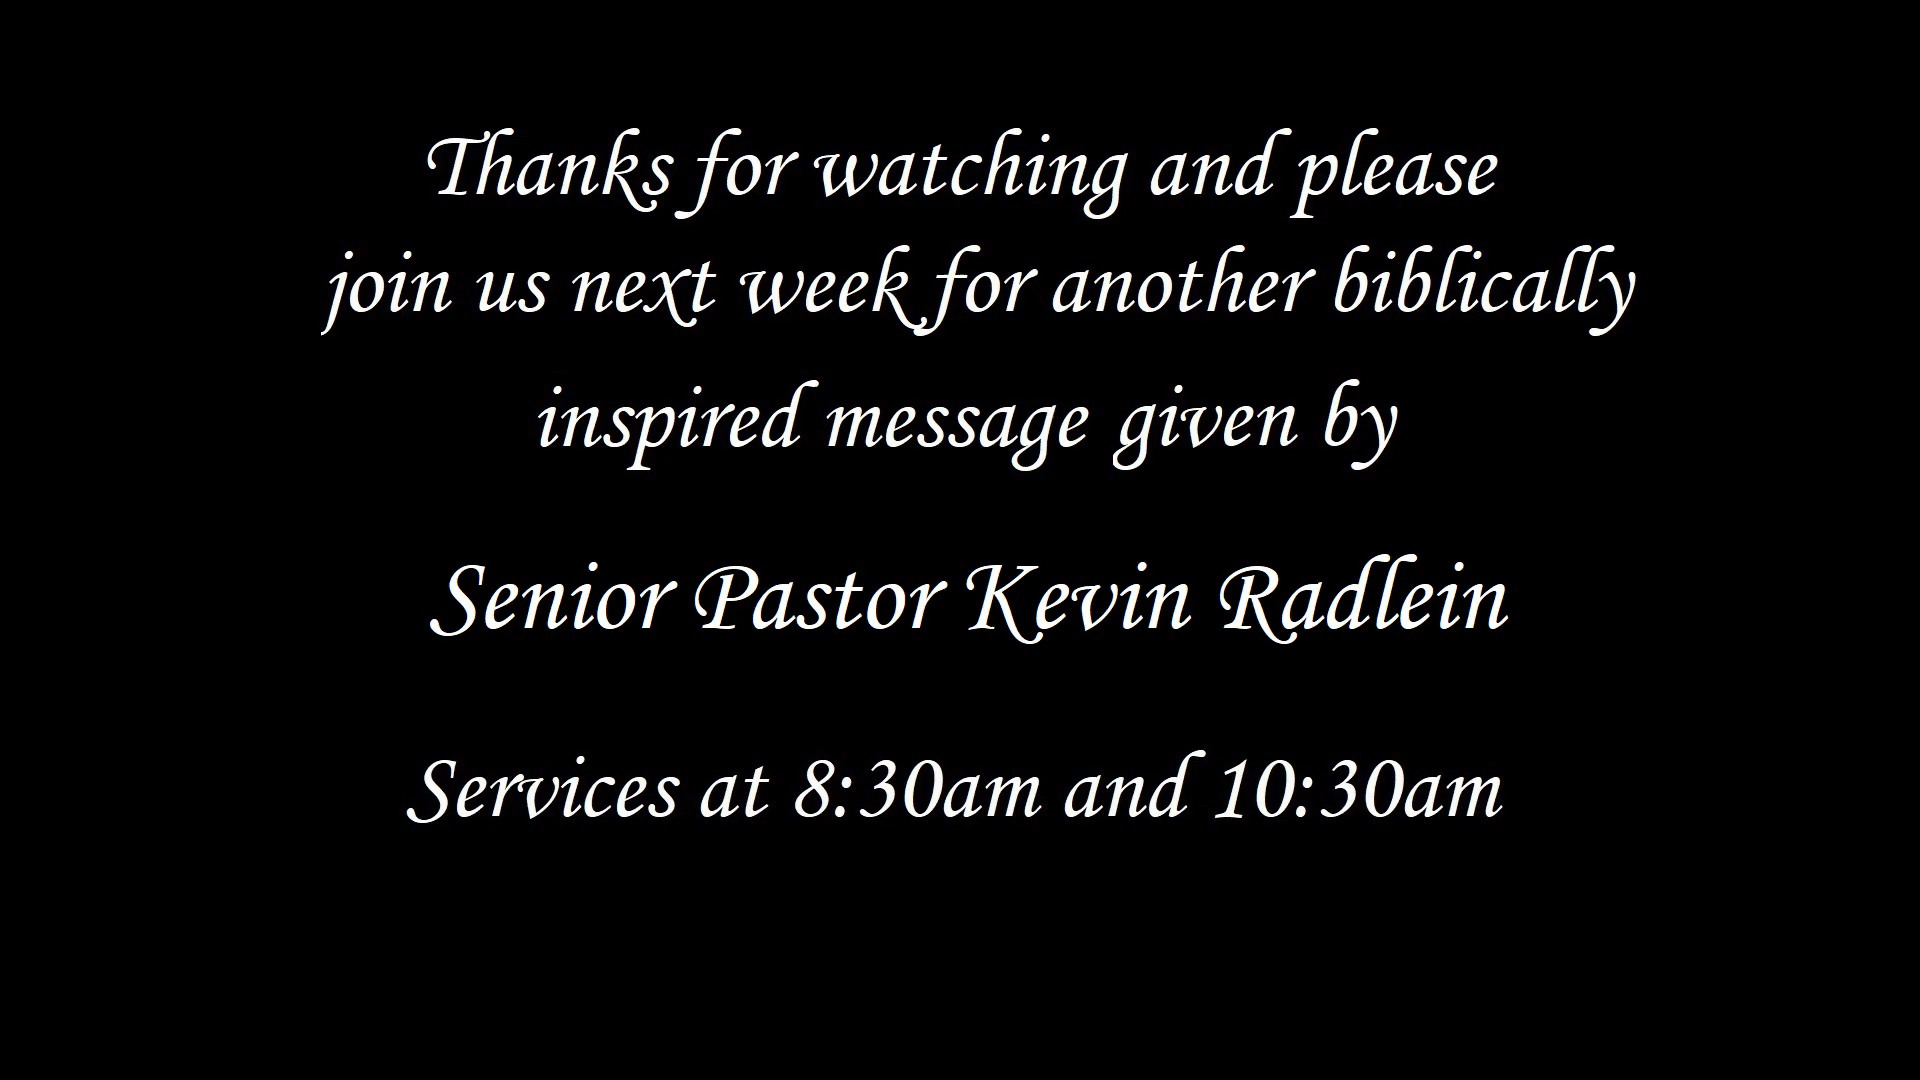 Thanks for watching and please
join us next week for another biblically
inspired message given by
Senior Pastor Kevin Radlein
Services at 8:30am and 10:30am